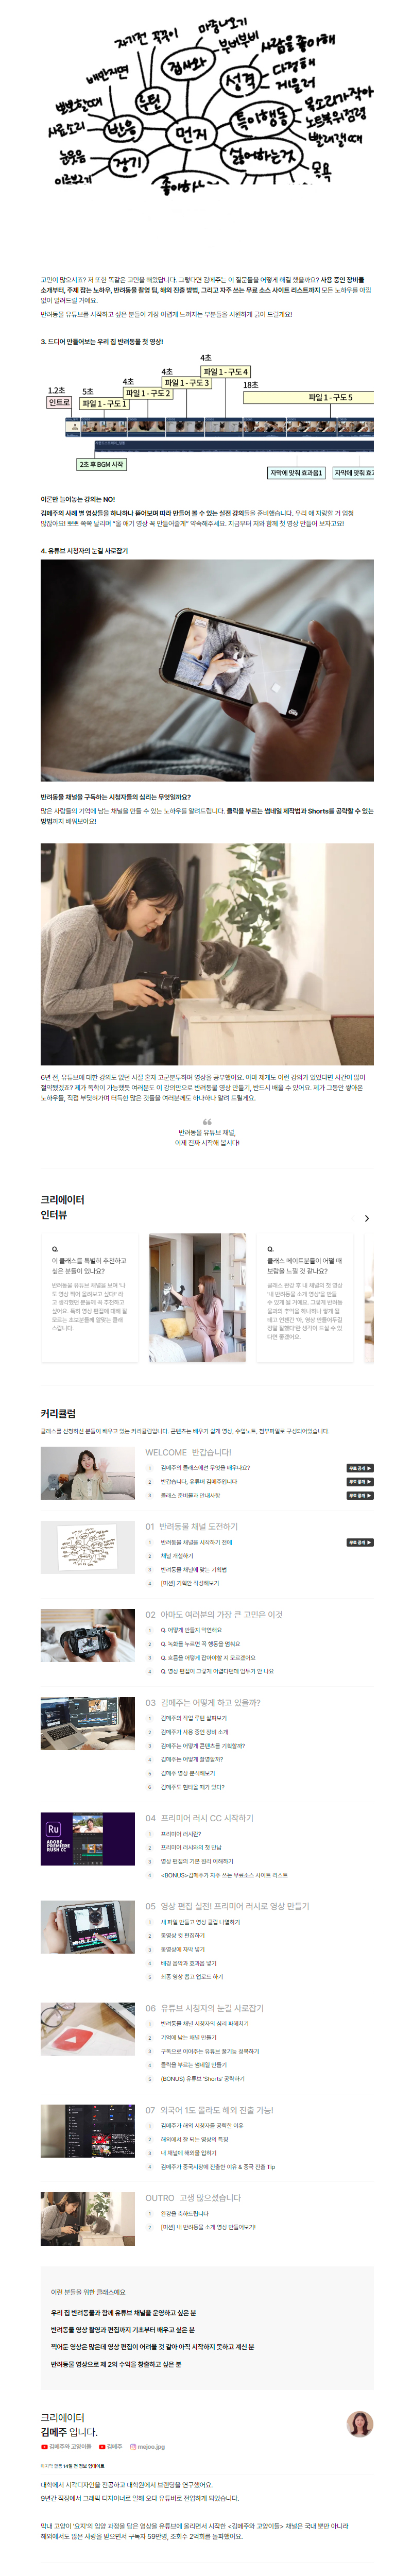 마중나오기
자기전 꾹꾹이
부비부비
사람을 좋아해
집사와
성격
다정해
게으름
배만지면
루틴
특이행동
반응
먼지
싫어하는것
경기
목욕
눈웃음
고민이 많으시죠? 저 또한 똑같은 고민을 해왔답니다. 그렇다면 김메주는 이 질문들을 어떻게 해결 했을까요? 사용 중인 장비들
소개부터, 주제 잡는 노하우, 반려동물 촬영 팁, 해외 진출 방법, 그리고 자주 쓰는 무료 소스 사이트 리스트까지 모든 노하우를 아낌
없이 알려드릴 거예요.
반려동물 유튜브를 시작하고 싶은 분들이 가장 어렵게 느끼지는 부분들을 시원하게 긁어 드릴게요!
3. 드디어 만들어보는 우리 집 반려동물 첫 영상!
4초
4초
파일 1 - 구도 4
4초
파일 1 - 구도 3
1.2초
5초
파일 1 - 구도 2
18초
인트로
파일 1 - 구도 1
파일 1 - 구도 5
2초 후 BGM 시작
자막에 맞춰 효과음1
자막에 맞춰 효과
이론만 늘어놓는 강의는 NO!
김메주의 사례 별 영상들을 하나하나 뜯어보며 따라 만들어 볼 수 있는 실전 강의들을 준비했습니다. 우리 애 자랑할 거 엄청
많잖아요! 뽀뽀 쪽쪽 날리며 "울 애기 영상 꼭 만들어줄게" 약속해주세요. 지금부터 저와 함께 첫 영상 만들어 보자고요!
4. 유튜브 시청자의 눈길 사로잡기
반려동물 채널을 구독하는 시청자들의 심리는 무엇일까요?
많은 사람들의 기억에 남는 채널을 만들 수 있는 노하우를 알려드립니다. 클릭을 부르는 썸네일 제작법과 Shorts를 공략할 수 있는
방법까지 배워보아요!
6년 전, 유튜브에 대한 강의도 없던 시절 혼자 고군분투하며 영상을 공부했어요. 아마 제게도 이런 강의가 있었다면 시간이 많이
절약됐겠죠? 제가 독학이 가능했듯 여러분도 이 강의만으로 반려동물 영상 만들기, 반드시 해낼 수 있어요. 제가 그동안 쌓아온
노하우들, 직접 부딪혀가며 터득한 많은 것들을 여러분께도 하나하나 알려 드릴게요.
반려동물 유튜브 채널,
이제 진짜 시작해 봅시다!
크리에이터
인터뷰
Q.
이 클래스를 특별히 추천하고
싶은 분들이 있나요?
반려동물 유튜브 채널을 보며 '나
도 영상 찍어 올려보고 싶다!' 라
고 생각했던 분들께 꼭 추천하고
싶어요. 특히 영상 편집에 대해 잘
모르는 초보분들께 알맞는 클래
스랍니다.
Q.
클래스 메이트분들이 어떨 때
보람을 느낄 것 같나요?
클래스 완강 후 내 채널의 첫 영상
'내 반려동물 소개 영상'을 만들
수 있게 될 거예요. 그렇게 반려동
물과의 추억을 하나하나 쌓게 될
테고 언젠간 '아, 영상 만들어두길
정말 잘했다'란 생각이 드실 수 있
다면 좋겠어요.
커리큘럼
클래스를 신청하신 분들이 배우고 있는 커리큘럼입니다. 콘텐츠는 배우기 쉽게 영상, 수업노트, 첨부파일로 구성되어있습니다.
WELCOME 반갑습니다!
1 김메주의 클래스에선 무엇을 배우나요? 무료 공개 ▶
2 반갑습니다, 유튜버 김메주입니다 무료 공개 ▶
3 클래스 준비물과 안내사항 무료 공개 ▶
01 반려동물 채널 도전하기
1 반려동물 채널을 시작하기 전에 무료 공개 ▶
2 채널 개설하기
3 반려동물 채널에 맞는 기획법
4 [미션] 기획안 작성해보기
02 아마도 여러분의 가장 큰 고민은 이것
1 Q. 어떻게 만들지 막연해요
2 Q. 녹화를 누르면 꼭 행동을 멈춰요
3 Q. 흐름을 어떻게 잡아야할 지 모르겠어요
4 Q. 영상 편집이 그렇게 어렵다던데 엄두가 안 나요
03 김메주는 어떻게 하고 있을까?
1 김메주의 작업 루틴 살펴보기
2 김메주가 사용 중인 장비 소개
3 김메주는 어떻게 콘텐츠를 기획할까?
4 김메주는 어떻게 촬영할까?
5 김메주 영상 분석해보기
6 김메주도 현타올 때가 있다?
04 프리미어 러시 CC 시작하기
Ru
ADOBE
PREMIERE
RUSH CC
1 프리미어 러시란?
2 프리미어 러시와의 첫 만남
3 영상 편집의 기본 원리 이해하기
4 <BONUS>김메주가 자주 쓰는 무료소스 사이트 리스트
05 영상 편집 실전! 프리미어 러시로 영상 만들기
1 새 파일 만들고 영상 클립 나열하기
2 동영상 컷 편집하기
3 동영상에 자막 넣기
4 배경 음악과 효과음 넣기
5 최종 영상 뽑고 업로드 하기
06 유튜브 시청자의 눈길 사로잡기
1 반려동물 채널 시청자의 심리 파헤치기
2 기억에 남는 채널 만들기
3 구독으로 이어주는 유튜브 꿀기능 정복하기
4 클릭을 부르는 썸네일 만들기
5 (BONUS) 유튜브 'Shorts' 공략하기
07 외국어 1도 몰라도 해외 진출 가능!
1 김메주가 해외 시청자를 공략한 이유
2 해외에서 잘 되는 영상의 특징
3 내 채널에 해외물 입히기
4 김메주가 중국시장에 진출한 이유 & 중국 진출 Tip
OUTRO 고생 많으셨습니다
1 완강을 축하드립니다
2 [미션] 내 반려동물 소개 영상 만들어보기!
이런 분들을 위한 클래스예요
우리 집 반려동물과 함께 유튜브 채널을 운영하고 싶은 분
반려동물 영상 촬영과 편집까지 기초부터 배우고 싶은 분
찍어둔 영상은 많은데 영상 편집이 어려울 것 같아 아직 시작하지 못하고 계신 분
반려동물 영상으로 제 2의 수익을 창출하고 싶은 분
크리에이터
김메주 입니다.
김메주와 고양이들 김메주 mejoo.jpg
대학에서 시각디자인을 전공하고 대학원에서 브랜딩을 연구했어요.
9년간 직장에서 그래픽 디자이너로 일해 오다 유튜버로 전업하게 되었습니다.
막내 고양이 '요지'의 입양 과정을 담은 영상을 유튜브에 올리면서 시작한 <김메주와 고양이들> 채널은 국내 뿐만 아니라
해외에서도 많은 사랑을 받으면서 구독자 59만명, 조회수 2억회를 돌파했어요.